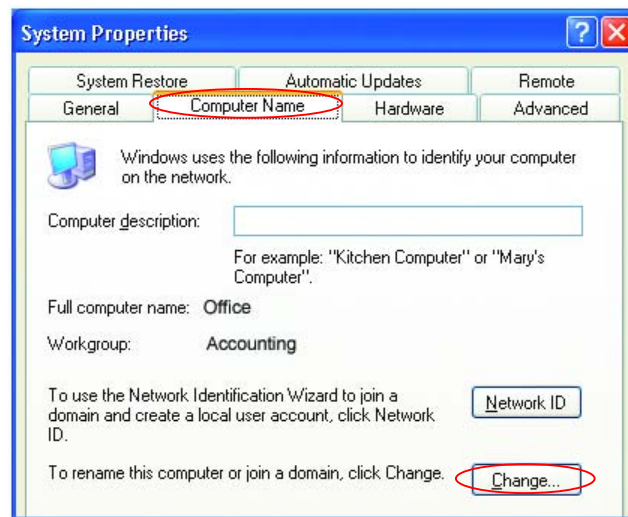 System Properties
System Restore Automatic Updates Remote
General Computer Name Hardware Advanced
Windows uses the following information to identify your computer
on the network.
Computer description:
For example: "Kitchen Computer" or "Mary's
Computer".
Full computer name: Office
Workgroup: Accounting
To use the Network Identification Wizard to join a
domain and create a local user account, click Network
ID.
Network ID
To rename this computer or join a domain, click Change.
Change...